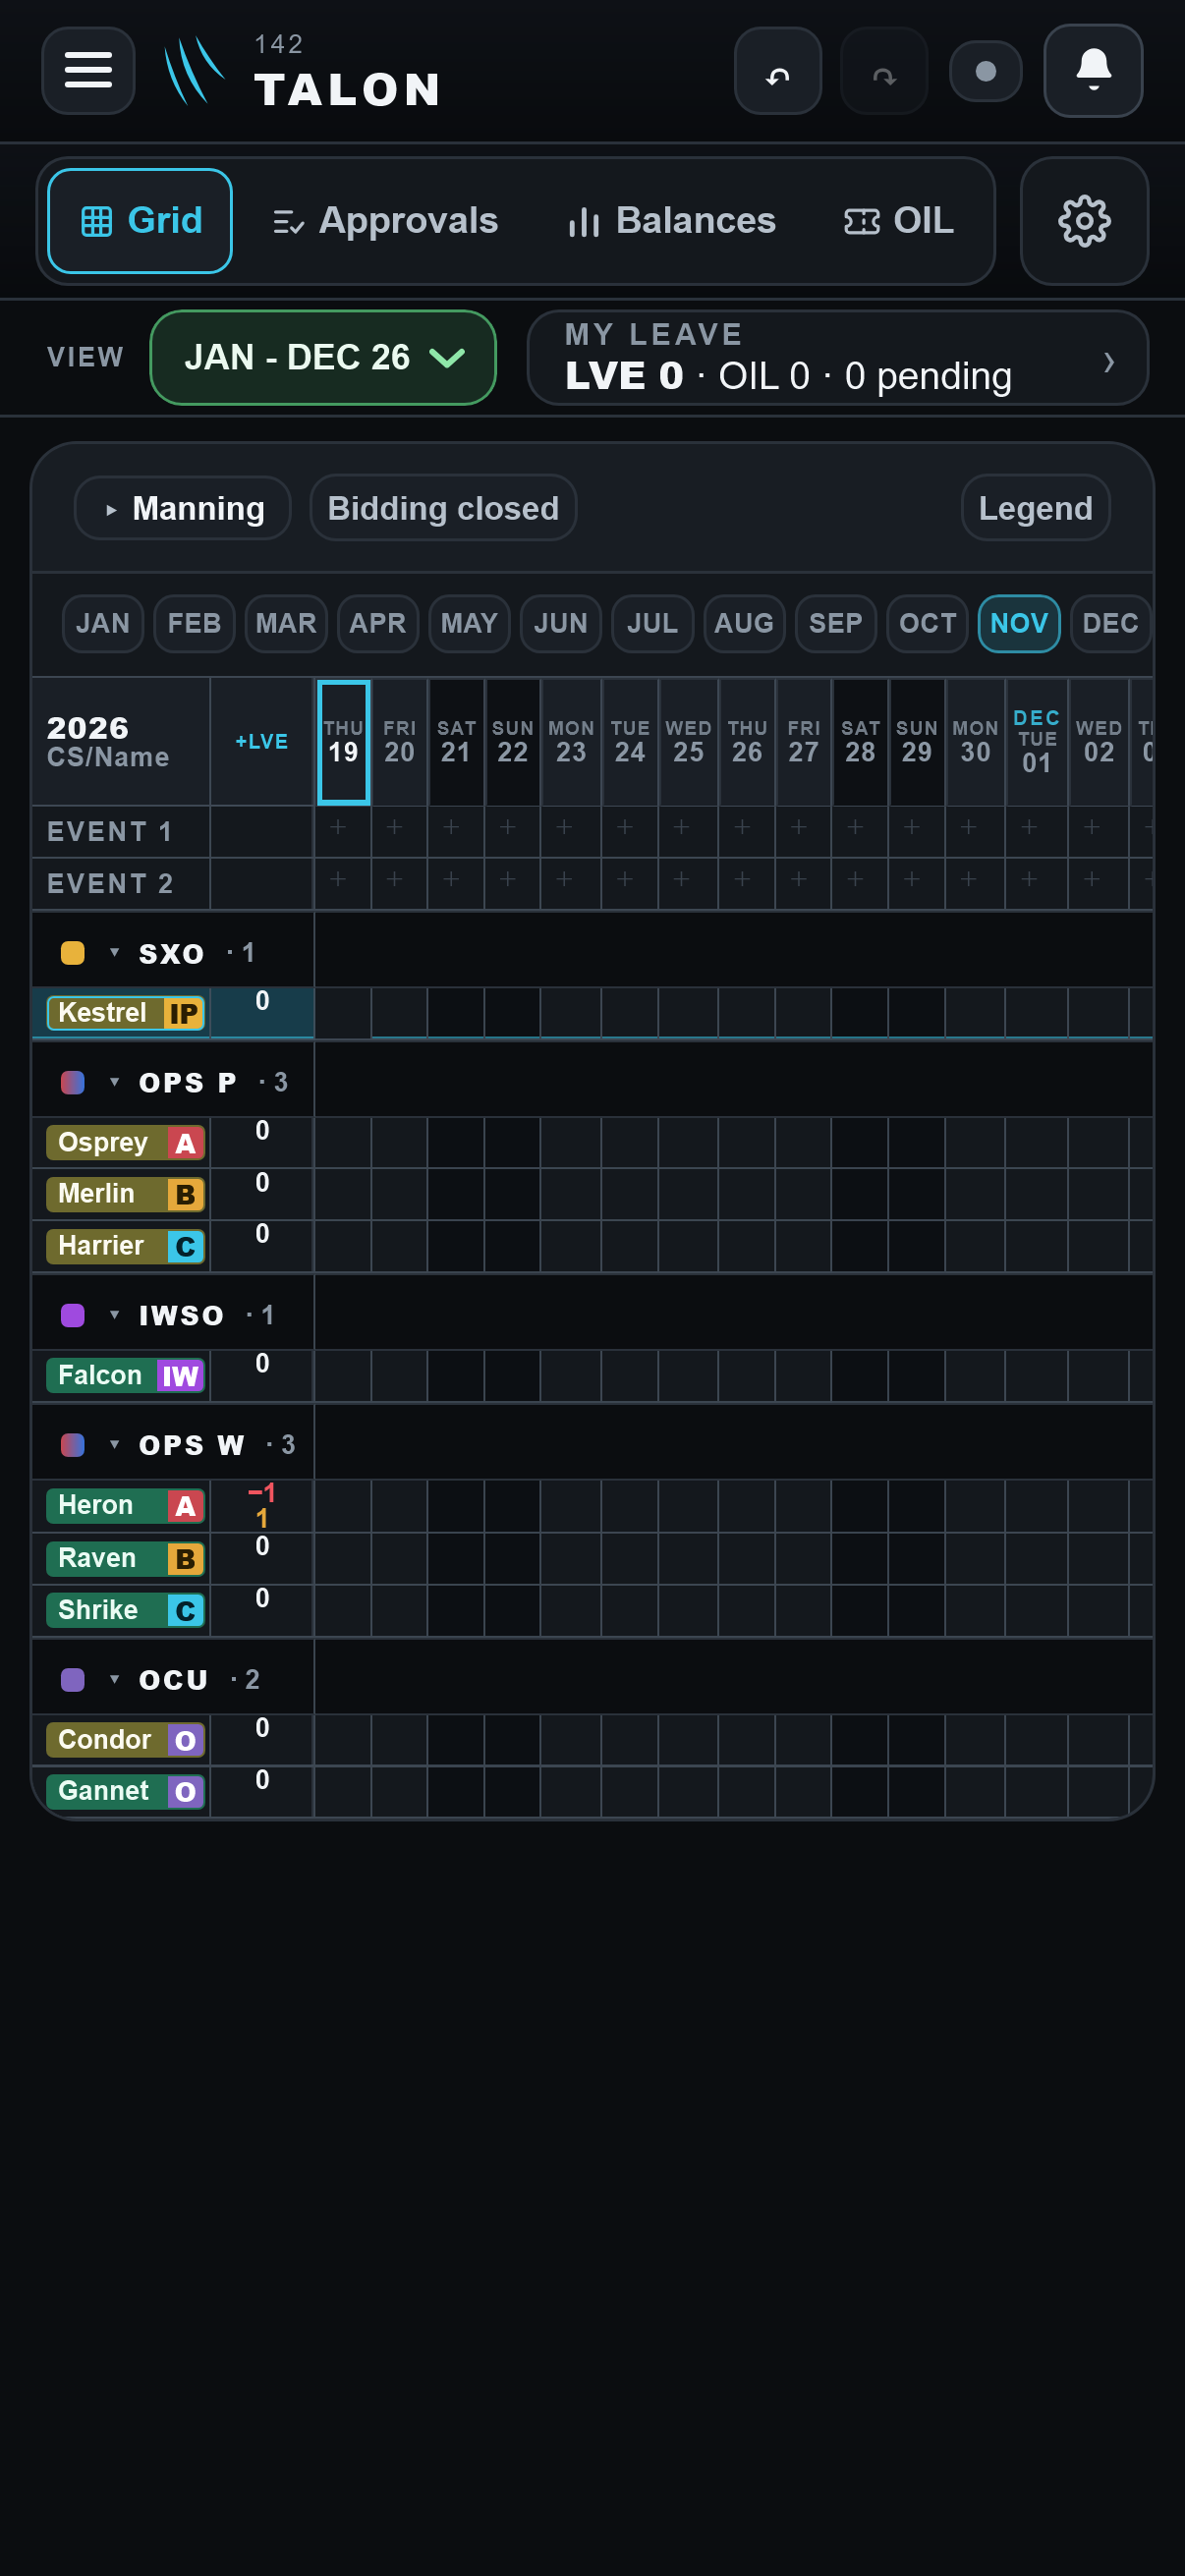 142
TALON
Grid
Approvals
Balances
OIL
VIEW
JAN - DEC 26
MY LEAVE
LVE 0 · OIL 0 · 0 pending
Manning
Bidding closed
Legend
JAN FEB MAR APR MAY JUN JUL AUG SEP OCT NOV DEC
2026
CS/Name
+LVE
THU 19
FRI 20
SAT 21
SUN 22
MON 23
TUE 24
WED 25
THU 26
FRI 27
SAT 28
SUN 29
MON 30
DEC TUE 01
WED 02
EVENT 1
EVENT 2
SXO · 1
Kestrel IP 0
OPS P · 3
Osprey A 0
Merlin B 0
Harrier C 0
IWSO · 1
Falcon IW 0
OPS W · 3
Heron A −1
1
Raven B 0
Shrike C 0
OCU · 2
Condor O 0
Gannet O 0